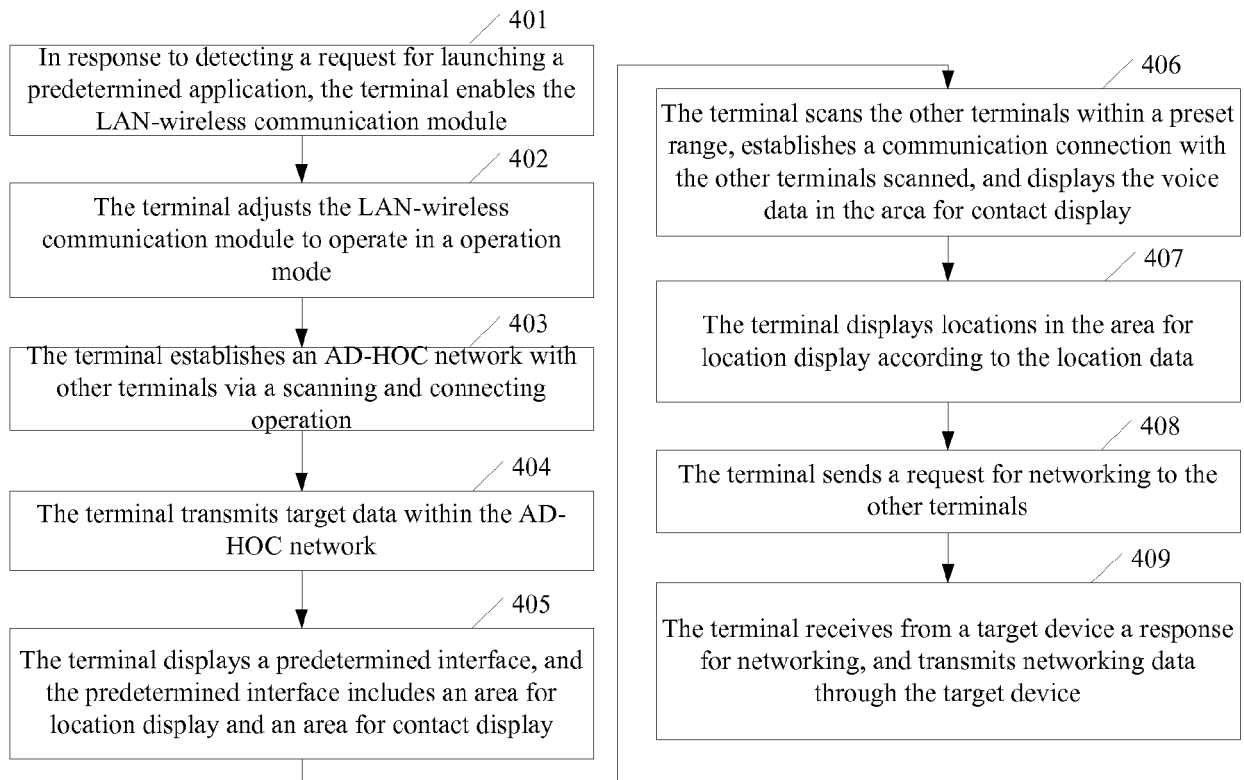 401
In response to detecting a request for launching a
predetermined application, the terminal enables the
LAN-wireless communication module
402
The terminal adjusts the LAN-wireless
communication module to operate in a operation
mode
403
The terminal establishes an AD-HOC network with
other terminals via a scanning and connecting
operation
404
The terminal transmits target data within the AD-
HOC network
405
The terminal displays a predetermined interface, and
the predetermined interface includes an area for
location display and an area for contact display
406
The terminal scans the other terminals within a preset
range, establishes a communication connection with
the other terminals scanned, and displays the voice
data in the area for contact display
407
The terminal displays locations in the area for
location display according to the location data
408
The terminal sends a request for networking to the
other terminals
409
The terminal receives from a target device a response
for networking, and transmits networking data
through the target device